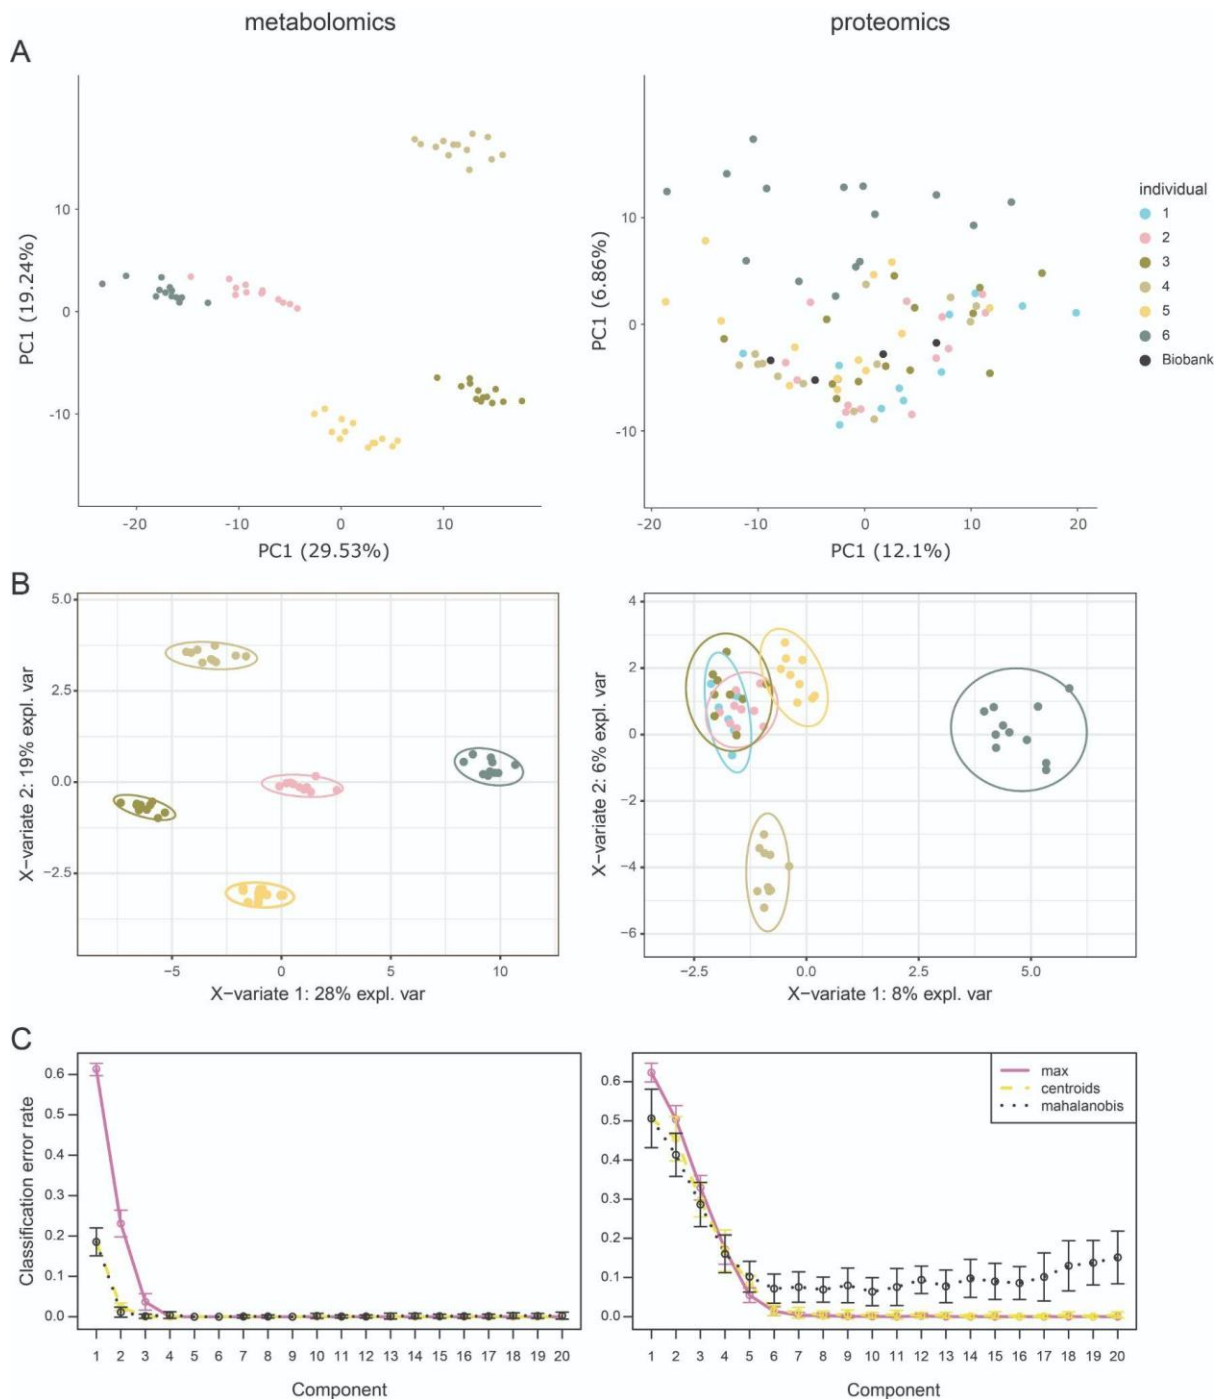 metabolomics
proteomics
A
10
0
-10
PC1 (19.24%)
-20
-10
0
10
PC1 (29.53%)
10
0
-10
PC1 (6.86%)
-20
-10
0
10
20
PC1 (12.1%)
individual
1
2
3
4
5
6
Biobank
B
5.0
2.5
0.0
−2.5
X−variate 2: 19% expl. var
−5
0
5
10
X−variate 1: 28% expl. var
4
2
0
−2
−4
−6
X−variate 2: 6% expl. var
−2.5
0.0
2.5
5.0
X−variate 1: 8% expl. var
C
0.6
0.5
0.4
0.3
0.2
0.1
0.0
Classification error rate
1 2 3 4 5 6 7 8 9 10 11 12 13 14 15 16 17 18 19 20
Component
0.6
0.5
0.4
0.3
0.2
0.1
0.0
max
centroids
mahalanobis
1 2 3 4 5 6 7 8 9 10 11 12 13 14 15 16 17 18 19 20
Component